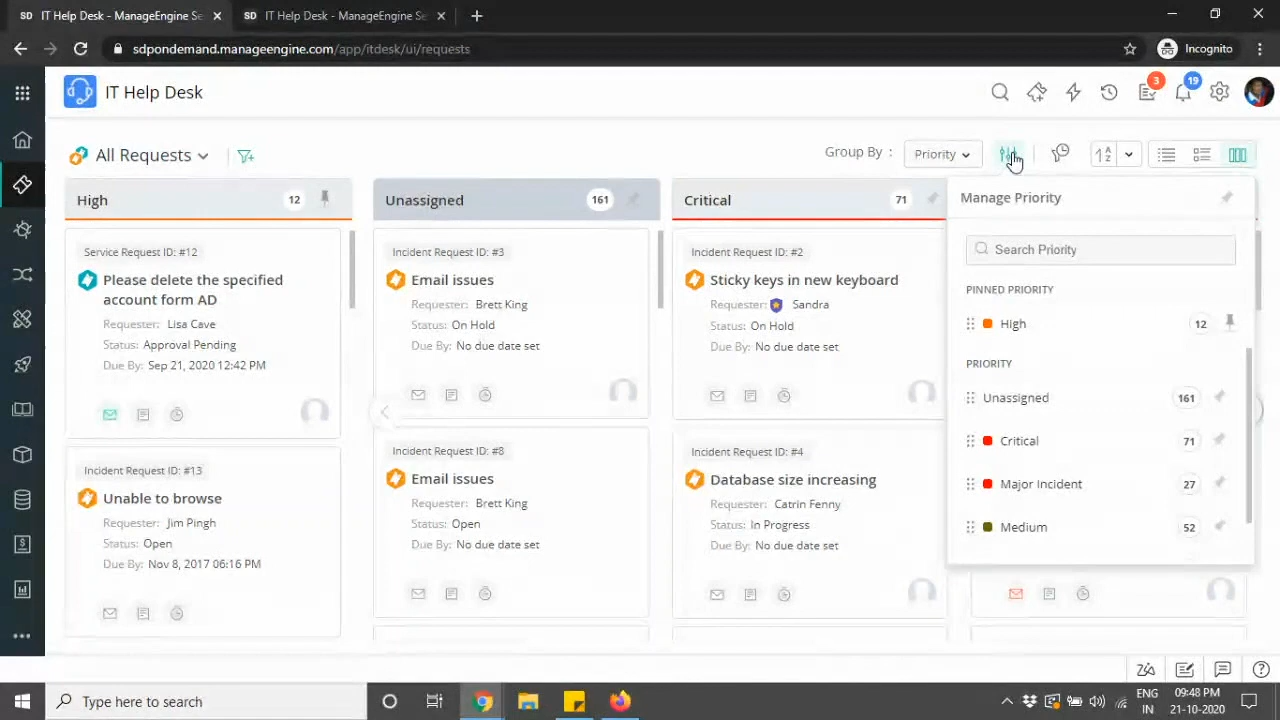 SD IT Help Desk - ManageEngine Se
SD IT Help Desk - ManageEngine Se
sdpondemand.manageengine.com/app/itdesk/ui/requests
Incognito
IT Help Desk
3
19
All Requests
Group By :
Priority
High
12
Unassigned
161
Critical
71
Manage Priority
Search Priority
PINNED PRIORITY
High
12
PRIORITY
Unassigned
161
Critical
71
Major Incident
27
Medium
52
Service Request ID: #12
Please delete the specified
account form AD
Requester: Lisa Cave
Status: Approval Pending
Due By: Sep 21, 2020 12:42 PM
Incident Request ID: #13
Unable to browse
Requester: Jim Pingh
Status: Open
Due By: Nov 8, 2017 06:16 PM
Incident Request ID: #3
Email issues
Requester: Brett King
Status: On Hold
Due By: No due date set
Incident Request ID: #8
Email issues
Requester: Brett King
Status: Open
Due By: No due date set
Incident Request ID: #2
Sticky keys in new keyboard
Requester: Sandra
Status: On Hold
Due By: No due date set
Incident Request ID: #4
Database size increasing
Requester: Catrin Fenny
Status: In Progress
Due By: No due date set
Type here to search
ENG
IN
09:48 PM
21-10-2020